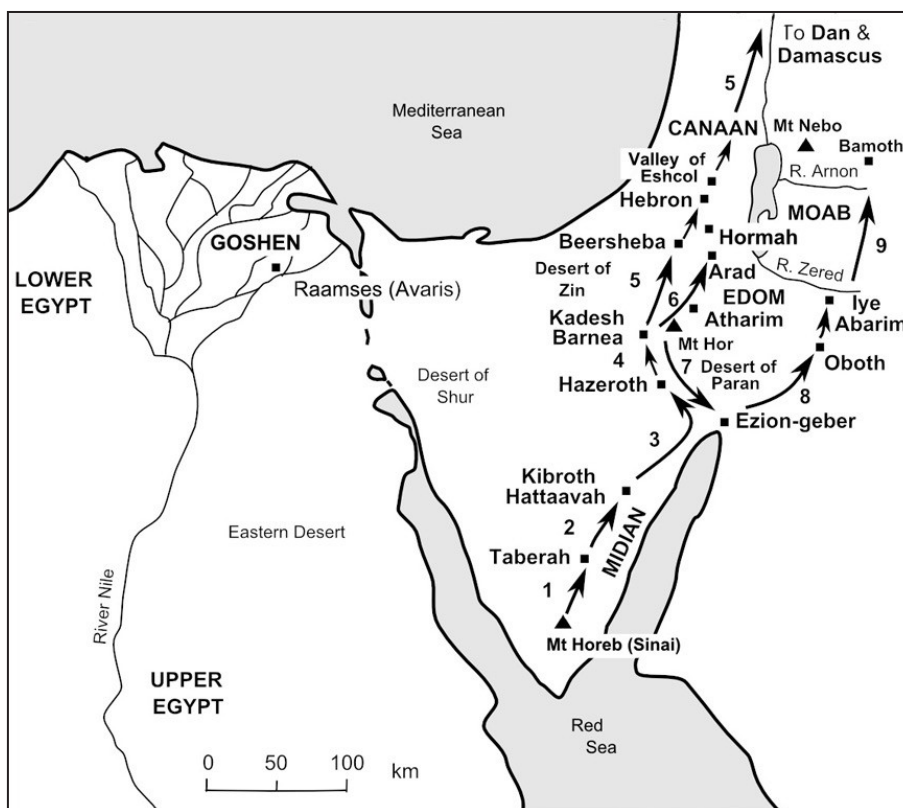 To Dan &
Damascus
Mediterranean
Sea
5
CANAAN
Mt Nebo
Bamoth
Valley of
Eshcol
R. Arnon
Hebron
MOAB
GOSHEN
Beersheba
Hormah
9
LOWER
EGYPT
Desert of
Zin
5
Arad
R. Zered
Raamses (Avaris)
6
EDOM
Iye
Abarim
Kadesh
Barnea
Atharim
Mt Hor
4
7
Desert of
Paran
Oboth
Desert of
Shur
Hazeroth
8
Ezion-geber
3
Kibroth
Hattaavah
Eastern Desert
2
MIDIAN
Taberah
River Nile
1
Mt Horeb (Sinai)
UPPER
EGYPT
Red
Sea
0 50 100
km